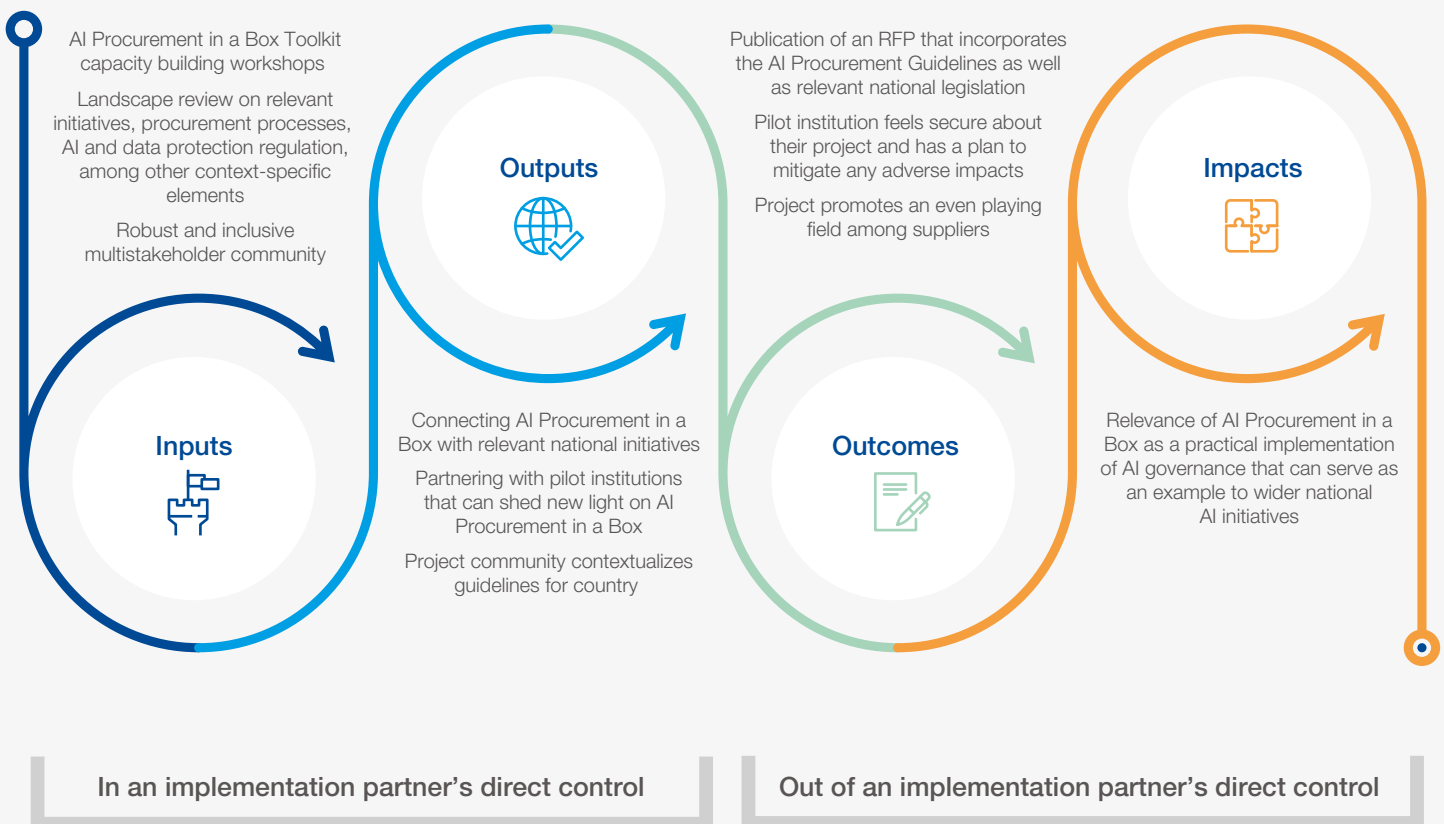 AI Procurement in a Box Toolkit
capacity building workshops
Landscape review on relevant
initiatives, procurement processes,
AI and data protection regulation,
among other context-specific
elements
Robust and inclusive
multistakeholder community
Inputs
Outputs
Connecting AI Procurement in a
Box with relevant national initiatives
Partnering with pilot institutions
that can shed new light on AI
Procurement in a Box
Project community contextualizes
guidelines for country
Publication of an RFP that incorporates
the AI Procurement Guidelines as well
as relevant national legislation
Pilot institution feels secure about
their project and has a plan to
mitigate any adverse impacts
Project promotes an even playing
field among suppliers
Outcomes
Impacts
Relevance of AI Procurement in a
Box as a practical implementation
of AI governance that can serve as
an example to wider national
AI initiatives
In an implementation partner's direct control
Out of an implementation partner's direct control